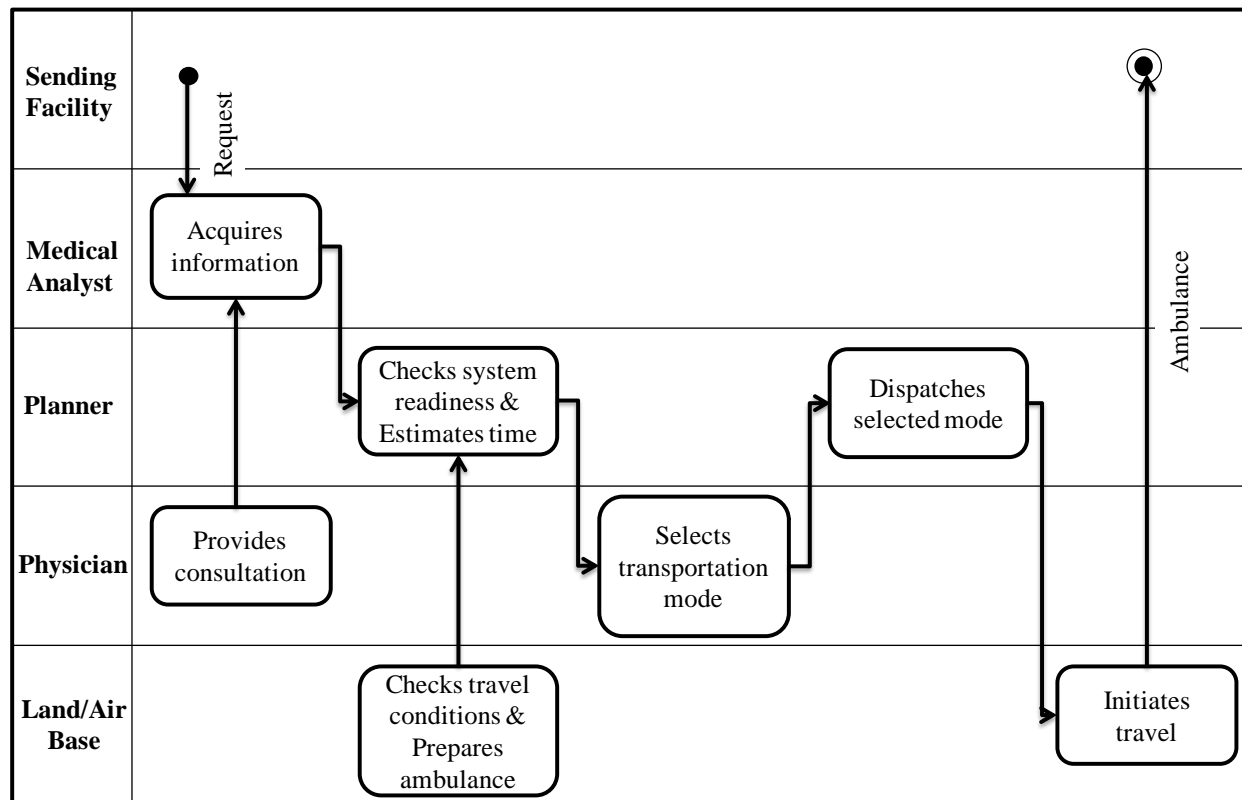 Sending
Facility
Request
Medical
Analyst
Acquires
information
Ambulance
Planner
Checks system
readiness &
Estimates time
Dispatches
selected mode
Physician
Provides
consultation
Selects
transportation
mode
Land/Air
Base
Checks travel
conditions &
Prepares
ambulance
Initiates
travel